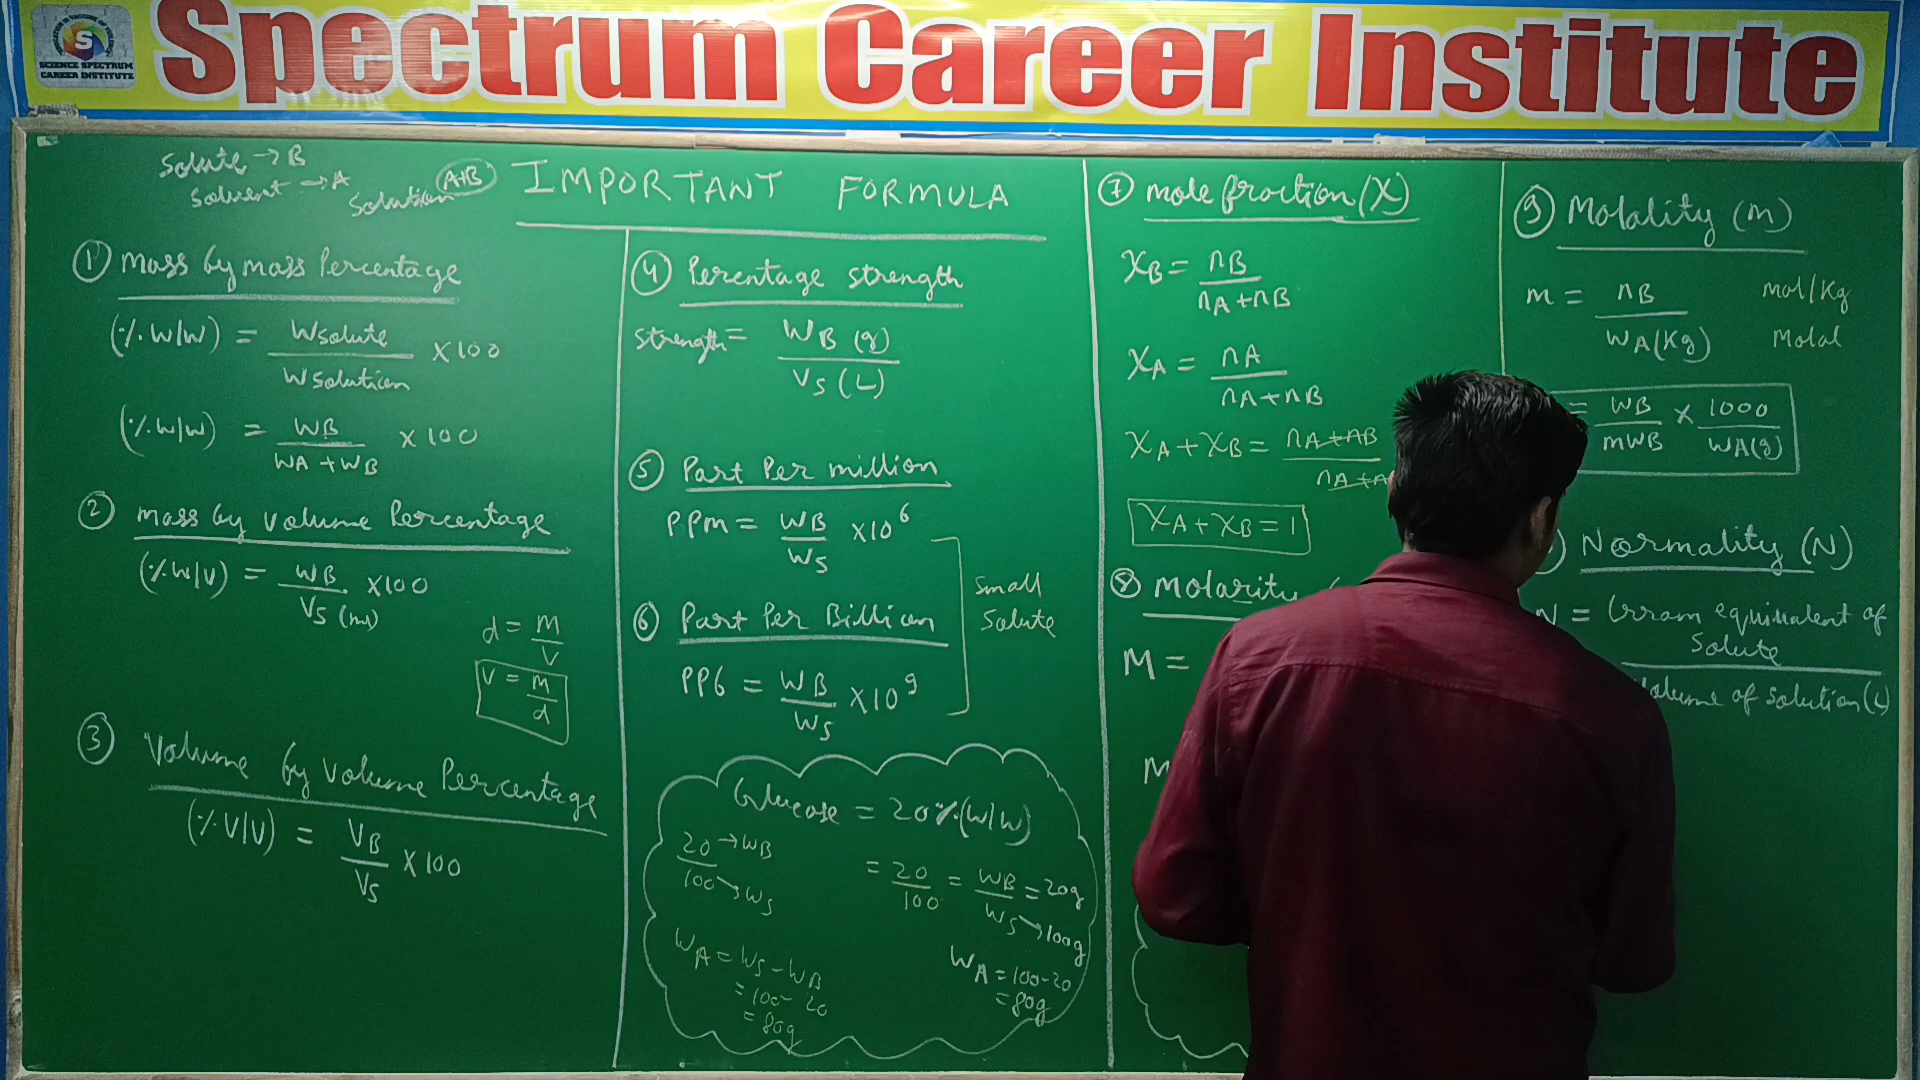 Spectrum Career Institute
S
SCIENCE SPECTRUM
CAREER INSTITUTE
Solute → B
Solvent → A
Solution A+B
IMPORTANT FORMULA
① Mass by mass Percentage
(%. W|W) = W solute / W solution × 100
(%. W|W) = WB / WA + WB × 100
② mass by volume Percentage
(%. W|V) = WB / VS (ml) × 100
d = M / V
V = M / d
③ Volume by Volume Percentage
(%. V|V) = VB / VS × 100
④ Percentage strength
Strength = WB (g) / VS (L)
⑤ Part Per million
PPm = WB / WS × 10⁶
⑥ Part Per Billion
PPb = WB / WS × 10⁹
Small
Solute
Glucose = 20%. (W|W)
20 → WB
100 → WS
= 20 / 100 = WB / WS = 20g
→ 100g
WA = WS - WB
= 100 - 20
= 80g
WA = 100-20
= 80g
⑦ mole fraction (X)
XB = nB / nA + nB
XA = nA / nA + nB
XA + XB = nA + nB / nA +
XA + XB = 1
⑧ Molarity
M =
M
⑨ Molality (m)
m = nB / WA (Kg)
mol/Kg
Molal
= WB / MWB × 1000 / WA(g)
Normality (N)
N = Gram equivalent of
Solute
Volume of solution (L)